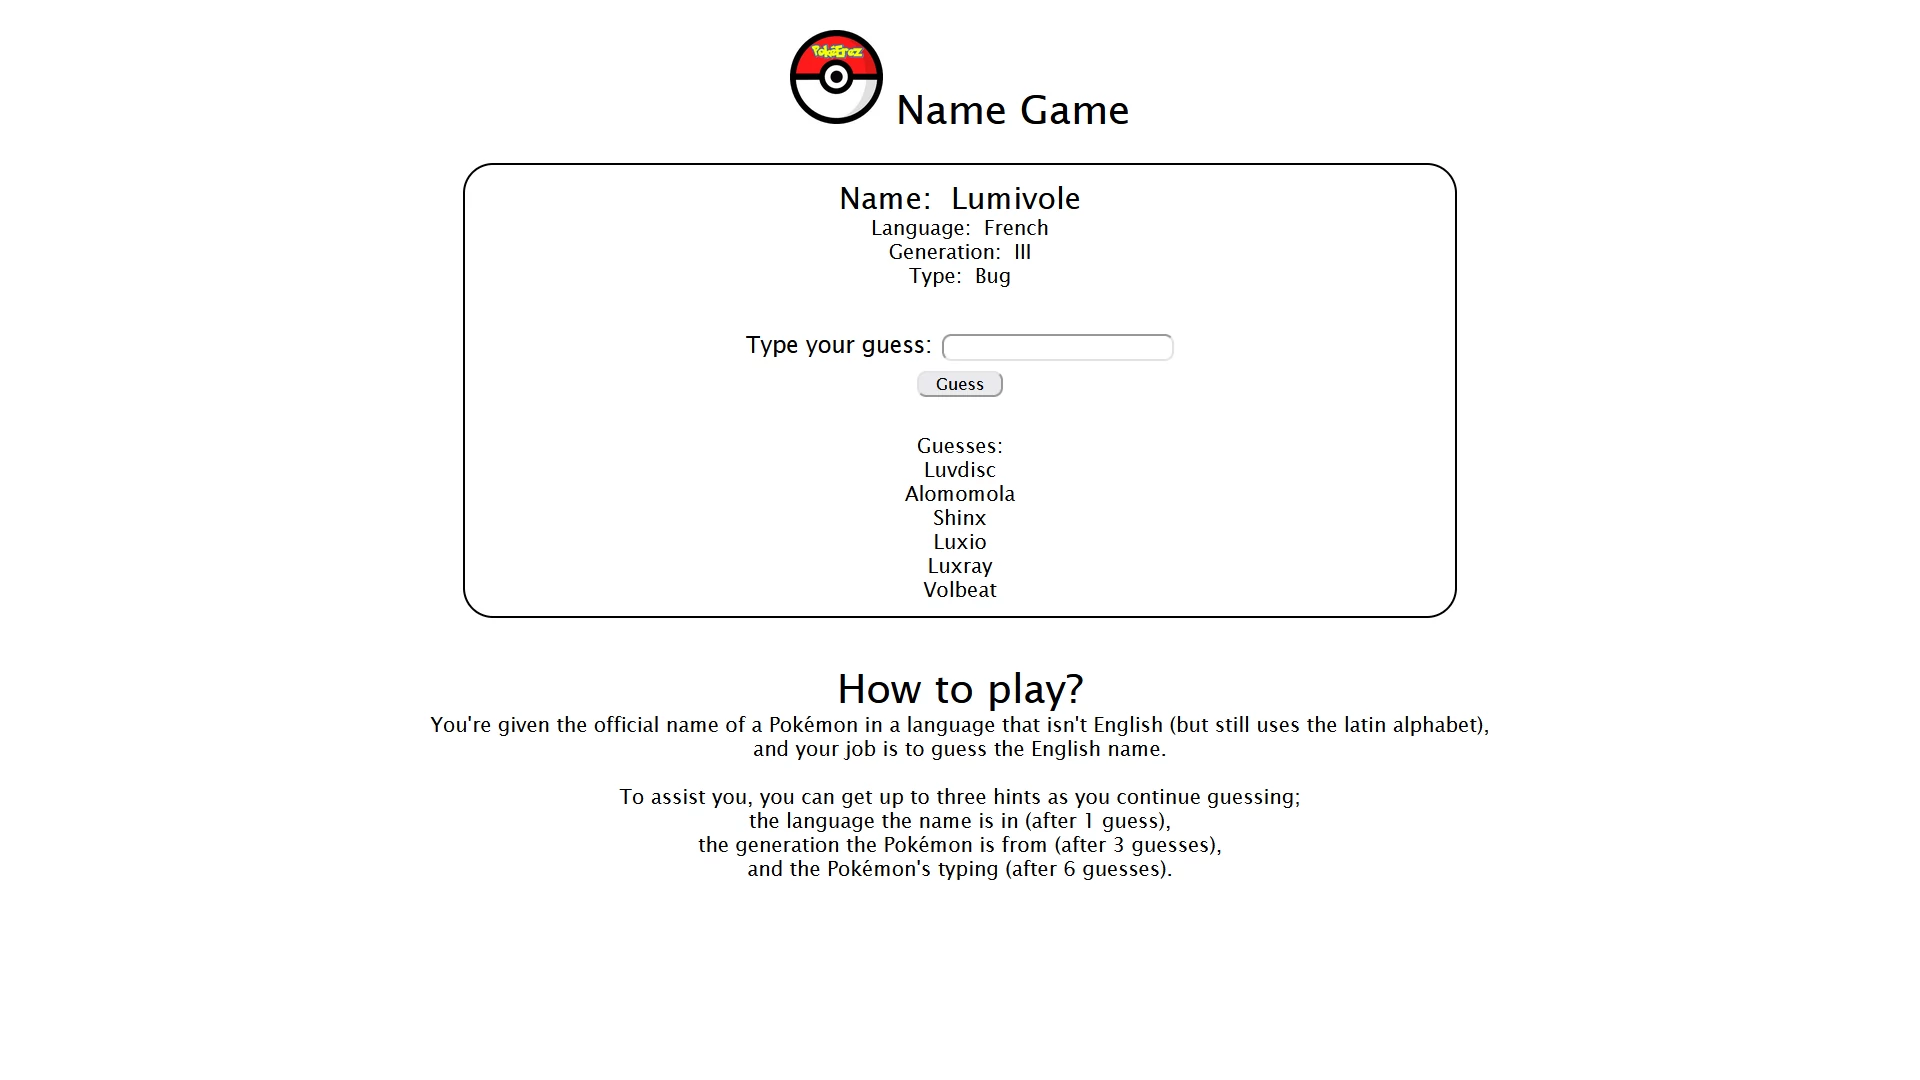 PokéErez
Name Game
Name: Lumivole
Language: French
Generation: III
Type: Bug
Type your guess:
Guess
Guesses:
Luvdisc
Alomomola
Shinx
Luxio
Luxray
Volbeat
How to play?
You're given the official name of a Pokémon in a language that isn't English (but still uses the latin alphabet),
and your job is to guess the English name.
To assist you, you can get up to three hints as you continue guessing;
the language the name is in (after 1 guess),
the generation the Pokémon is from (after 3 guesses),
and the Pokémon's typing (after 6 guesses).